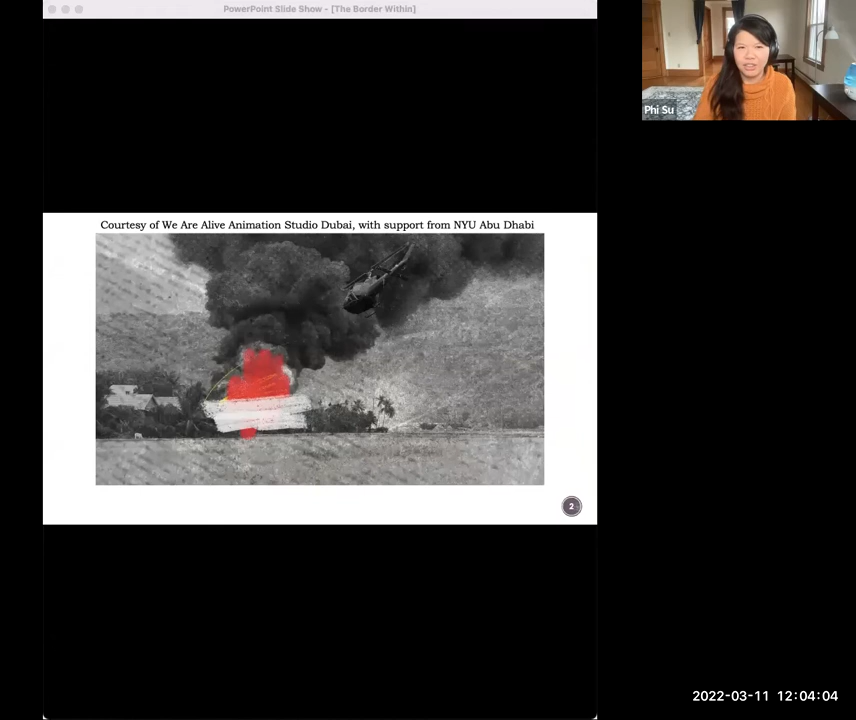 PowerPoint Slide Show - [The Border Within]
Phi Su
Courtesy of We Are Alive Animation Studio Dubai, with support from NYU Abu Dhabi
2
2022-03-11 12:04:04